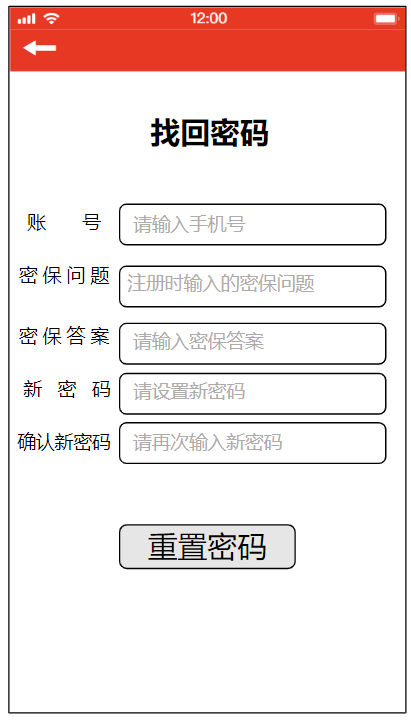 12:00
找回密码
账 号 请输入手机号
密保问题 注册时输入的密保问题
密保答案 请输入密保答案
新 密 码 请设置新密码
确认新密码 请再次输入新密码
重置密码